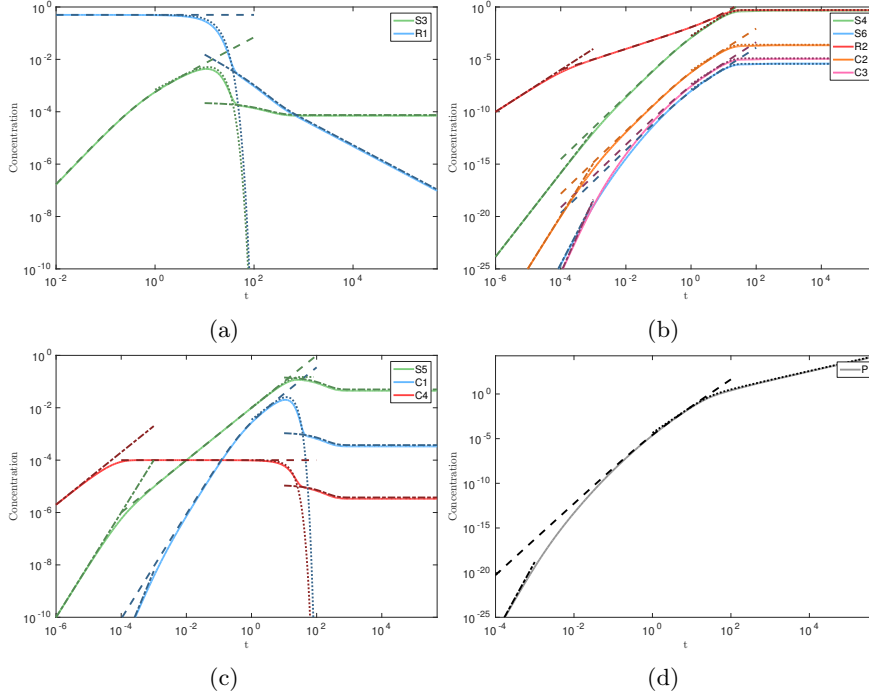 10^0
10^-2
10^-4
10^-6
10^-8
10^-10
Concentration
10^-2
10^0
10^2
10^4
t
S3
R1
(a)
10^0
10^-5
10^-10
10^-15
10^-20
10^-25
Concentration
10^-6
10^-4
10^-2
10^0
10^2
10^4
t
S4
S6
R2
C2
C3
(b)
10^0
10^-2
10^-4
10^-6
10^-8
10^-10
Concentration
10^-6
10^-4
10^-2
10^0
10^2
10^4
t
S5
C1
C4
(c)
10^0
10^-5
10^-10
10^-15
10^-20
10^-25
Concentration
10^-4
10^-2
10^0
10^2
10^4
t
P
(d)